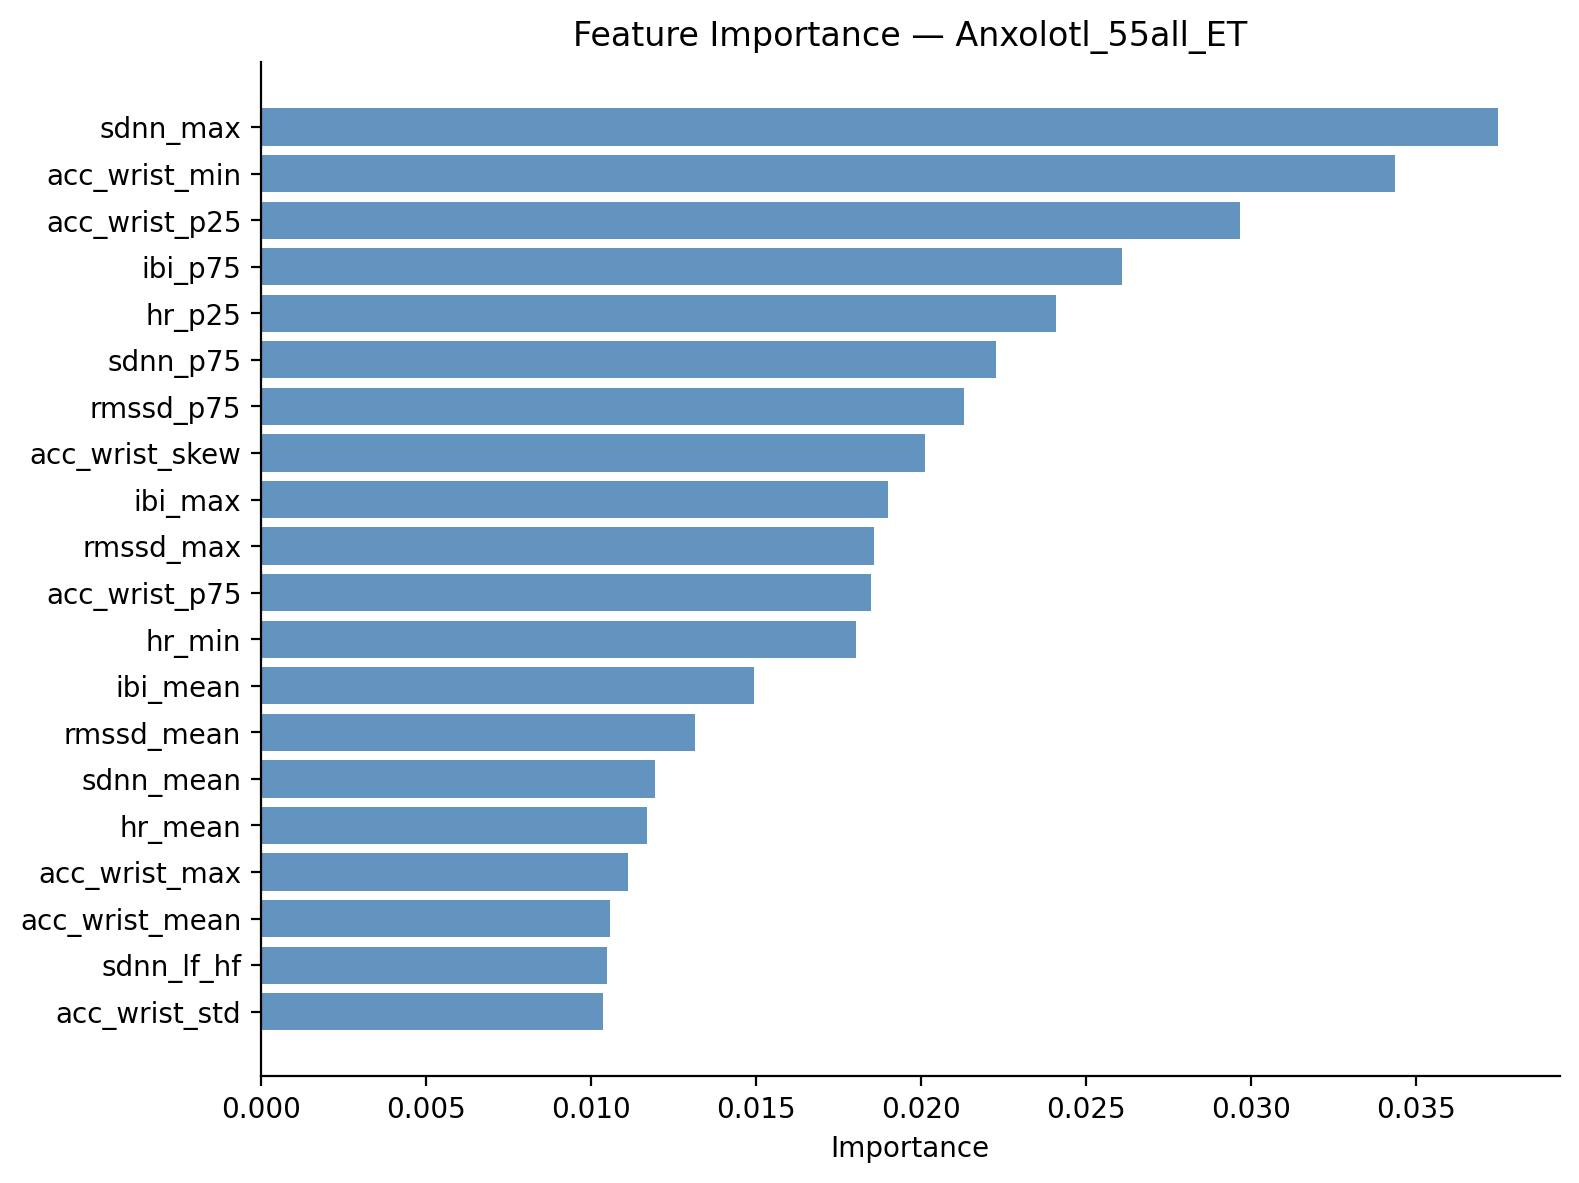 Feature Importance — Anxolotl_55all_ET
sdnn_max
acc_wrist_min
acc_wrist_p25
ibi_p75
hr_p25
sdnn_p75
rmssd_p75
acc_wrist_skew
ibi_max
rmssd_max
acc_wrist_p75
hr_min
ibi_mean
rmssd_mean
sdnn_mean
hr_mean
acc_wrist_max
acc_wrist_mean
sdnn_lf_hf
acc_wrist_std
0.000 0.005 0.010 0.015 0.020 0.025 0.030 0.035
Importance